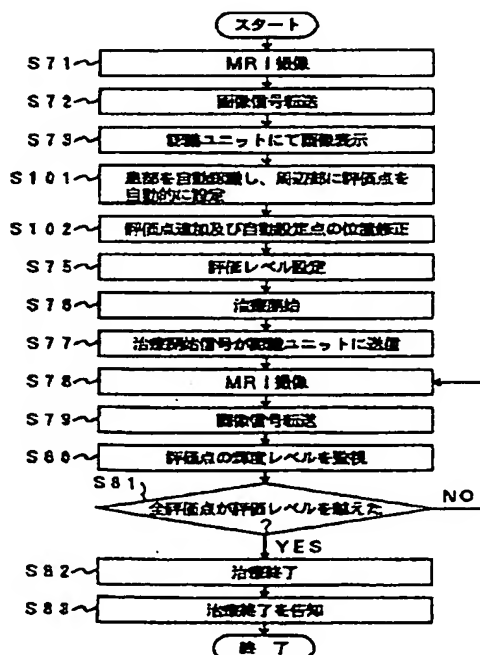 スタート
S71 MRI撮像
S72 画像信号転送
S73 認識ユニットにて画像表示
S101 患部を自動認識し、周辺部に評価点を
自動的に設定
S102 評価点追加及び自動設定点の位置修正
S75 評価レベル設定
S76 治療開始
S77 治療開始信号が認識ユニットに送信
S78 MRI撮像
S79 画像信号転送
S80 評価点の輝度レベルを監視
S81 全評価点が評価レベルを越えた
?
NO
YES
S82 治療終了
S83 治療終了を告知
終了